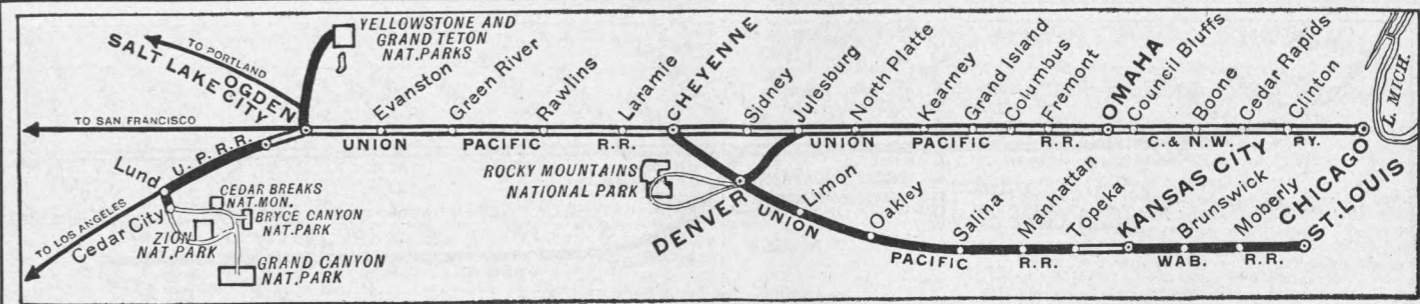 YELLOWSTONE AND
GRAND TETON
NAT. PARKS
TO PORTLAND
SALT LAKE CITY
OGDEN
Evanston
Green River
Rawlins
Laramie
CHEYENNE
Sidney
Julesburg
North Platte
Kearney
Grand Island
Columbus
Fremont
OMAHA
Council Bluffs
Boone
Cedar Rapids
Clinton
L. MICH.
TO SAN FRANCISCO
UNION PACIFIC R.R.
UNION PACIFIC R.R.
C. & N.W. RY.
CHICAGO
U.P.R.R.
Lund
TO LOS ANGELES
Cedar City
CEDAR BREAKS
NAT. MON.
BRYCE CANYON
NAT. PARK
ZION
NAT. PARK
GRAND CANYON
NAT. PARK
ROCKY MOUNTAINS
NATIONAL PARK
DENVER
Limon
Oakley
Salina
Manhattan
Topeka
KANSAS CITY
Brunswick
Moberly
ST. LOUIS
UNION PACIFIC R.R.
WAB. R.R.